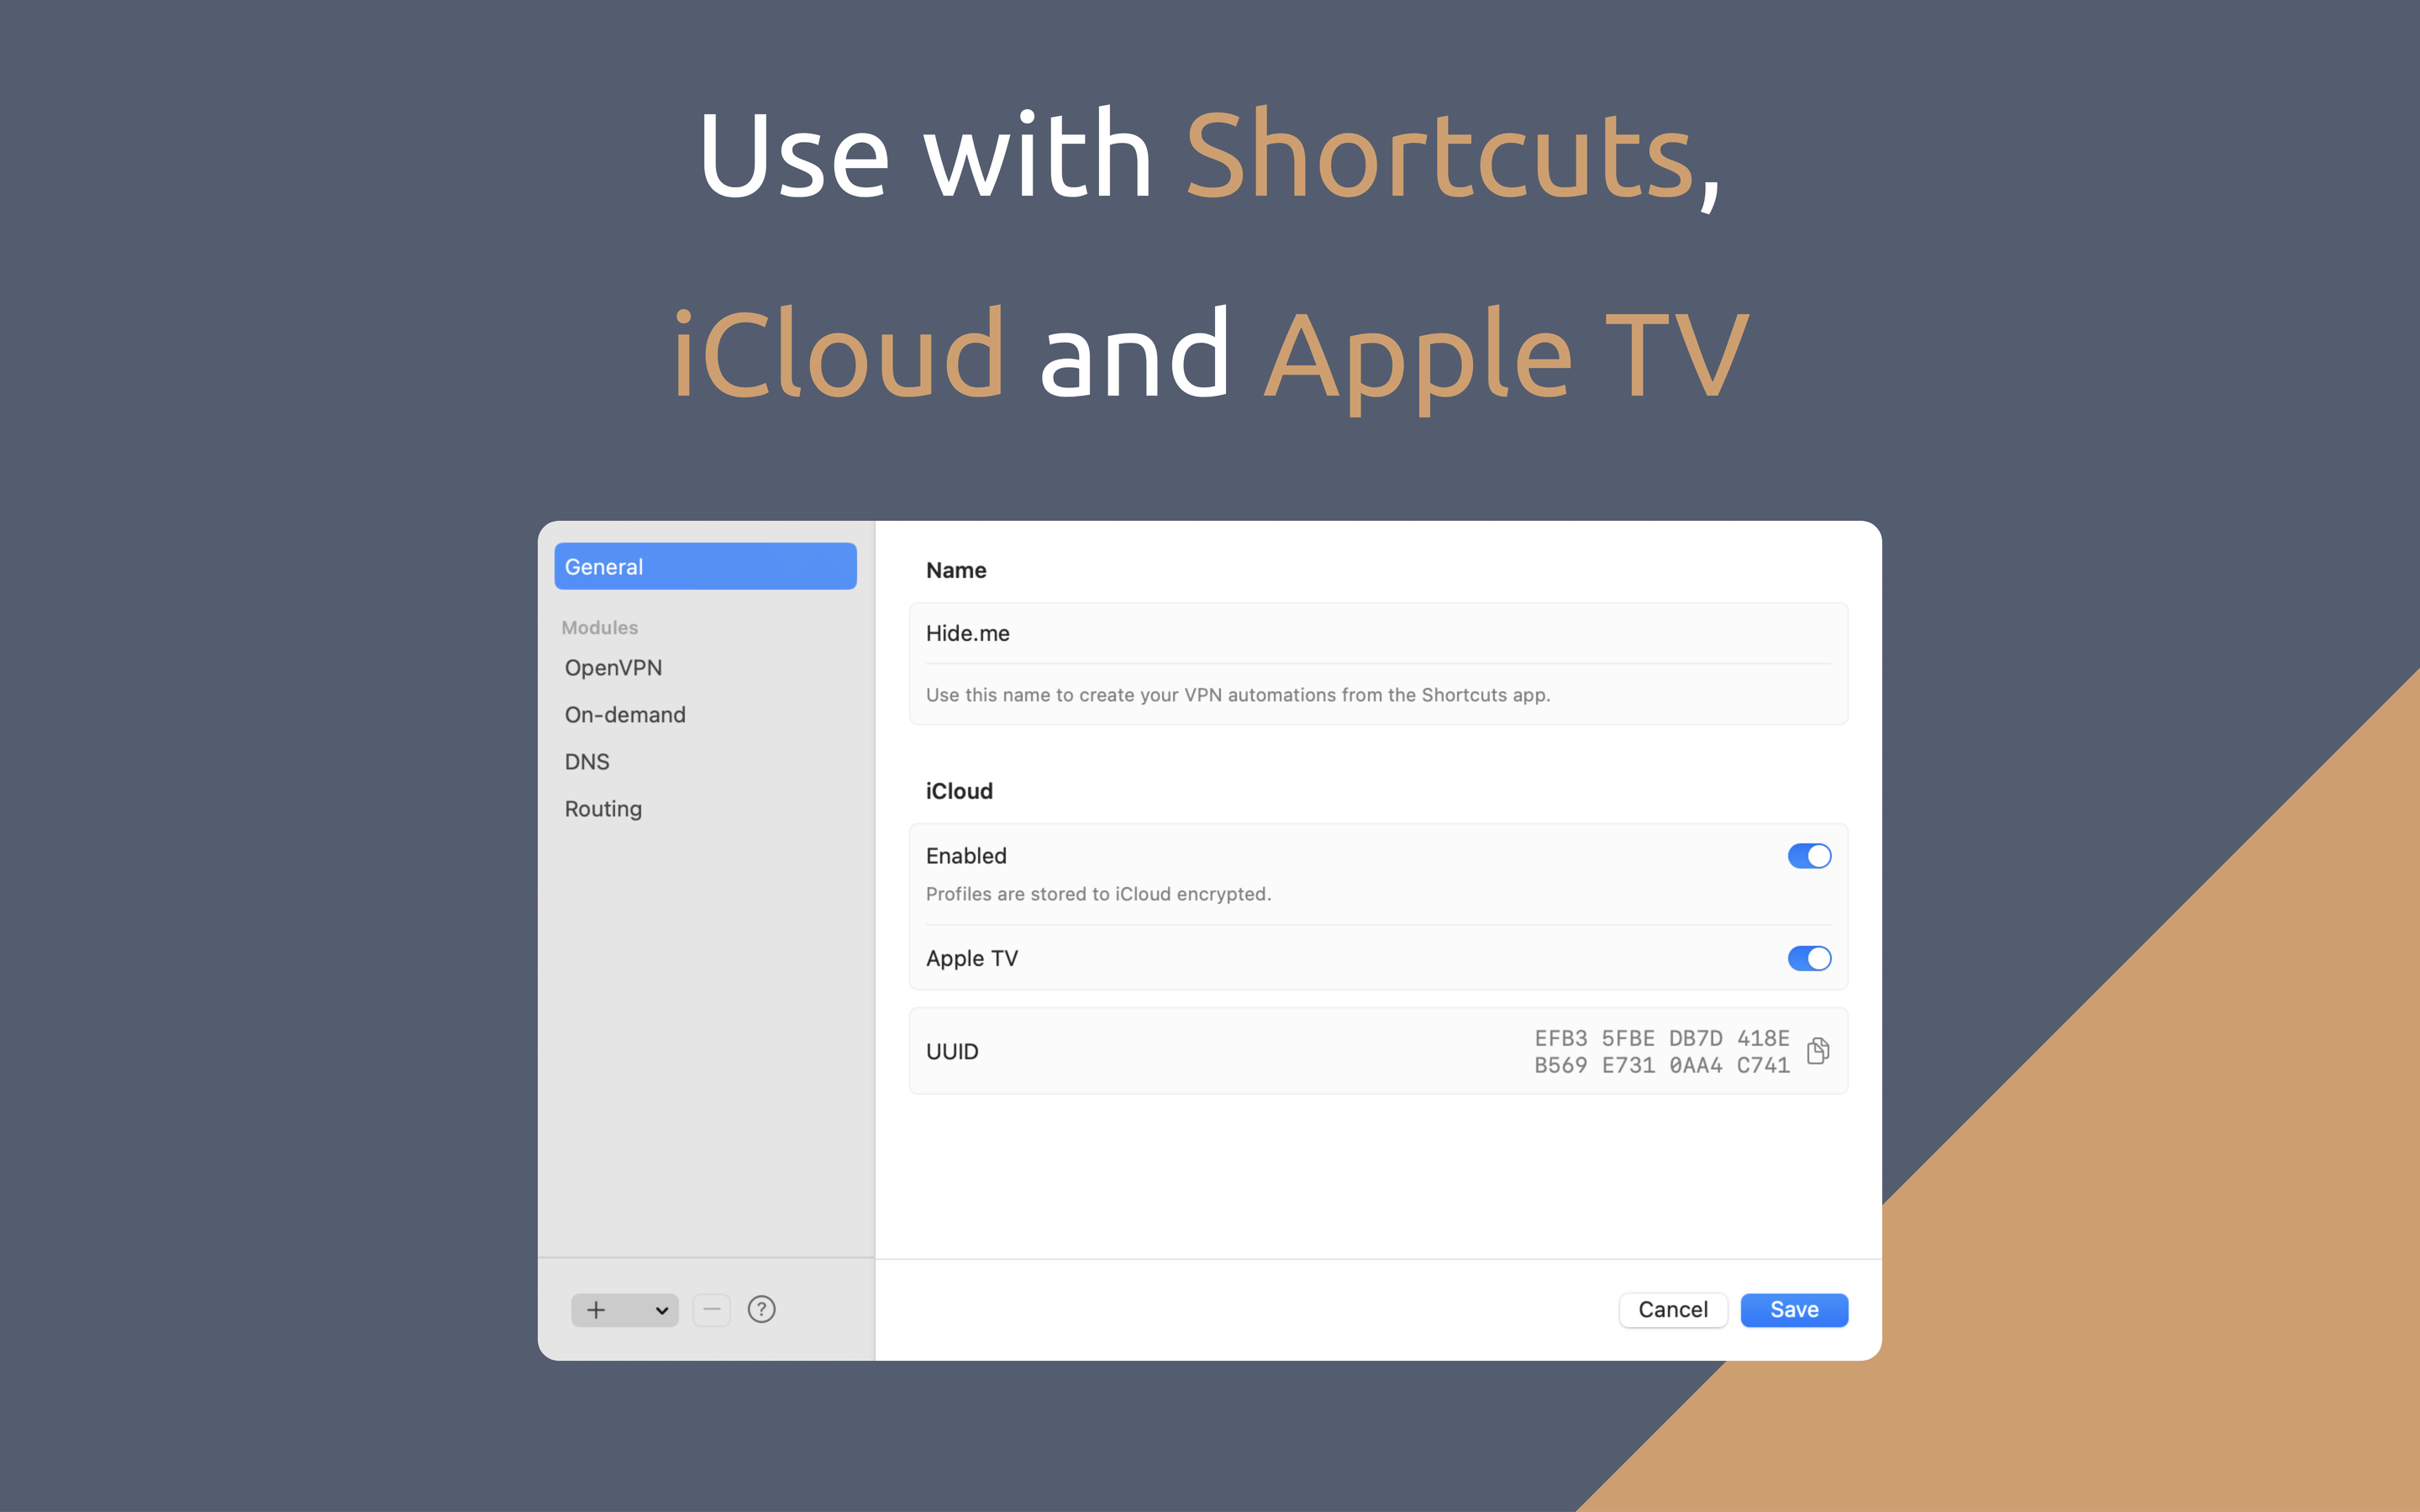 Use with Shortcuts,
iCloud and Apple TV
General
Modules
OpenVPN
On-demand
DNS
Routing
Name
Hide.me
Use this name to create your VPN automations from the Shortcuts app.
iCloud
Enabled
Profiles are stored to iCloud encrypted.
Apple TV
UUID
EFB3 5FBE DB7D 418E
B569 E731 0AA4 C741
Cancel
Save